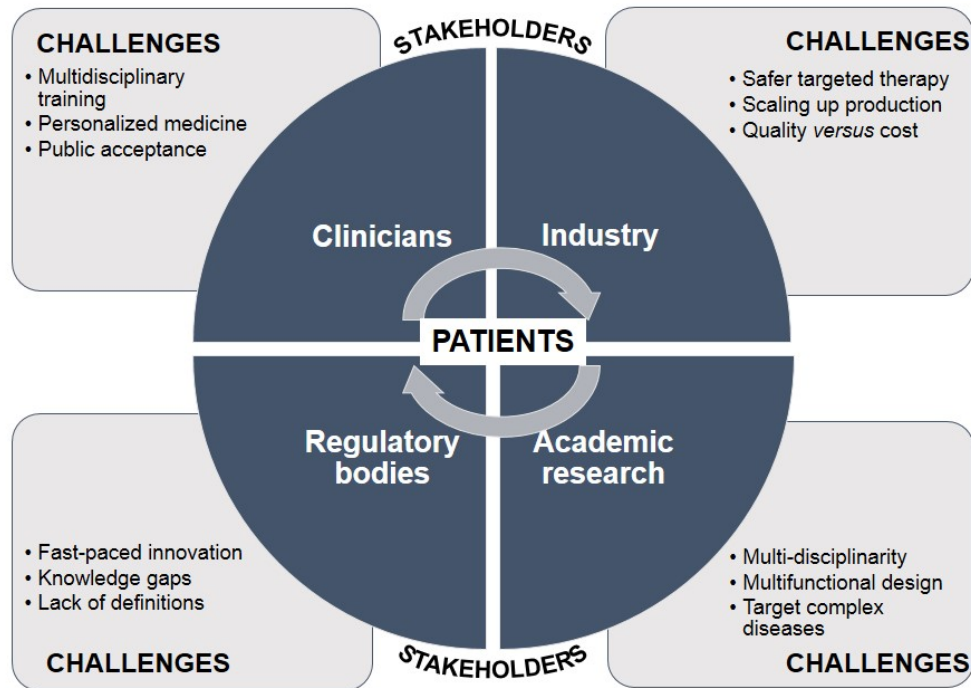 STAKEHOLDERS
CHALLENGES
• Multidisciplinary
training
• Personalized medicine
• Public acceptance
CHALLENGES
• Safer targeted therapy
• Scaling up production
• Quality versus cost
Clinicians
Industry
PATIENTS
Regulatory
bodies
Academic
research
• Fast-paced innovation
• Knowledge gaps
• Lack of definitions
CHALLENGES
• Multi-disciplinarity
• Multifunctional design
• Target complex
diseases
CHALLENGES
STAKEHOLDERS